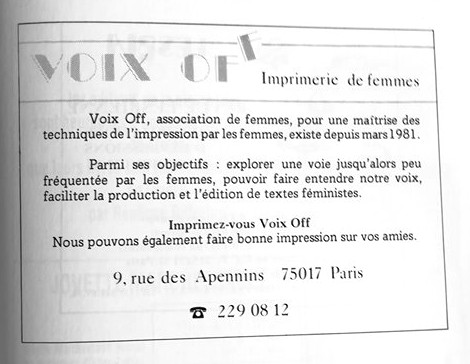 VOIX OFF
Imprimerie de femmes
Voix Off, association de femmes, pour une maîtrise des
techniques de l'impression par les femmes, existe depuis mars 1981.
Parmi ses objectifs : explorer une voie jusqu'alors peu
fréquentée par les femmes, pouvoir faire entendre notre voix,
faciliter la production et l'édition de textes féministes.
Imprimez-vous Voix Off
Nous pouvons également faire bonne impression sur vos amies.
9, rue des Apennins 75017 Paris
☎ 229 08 12